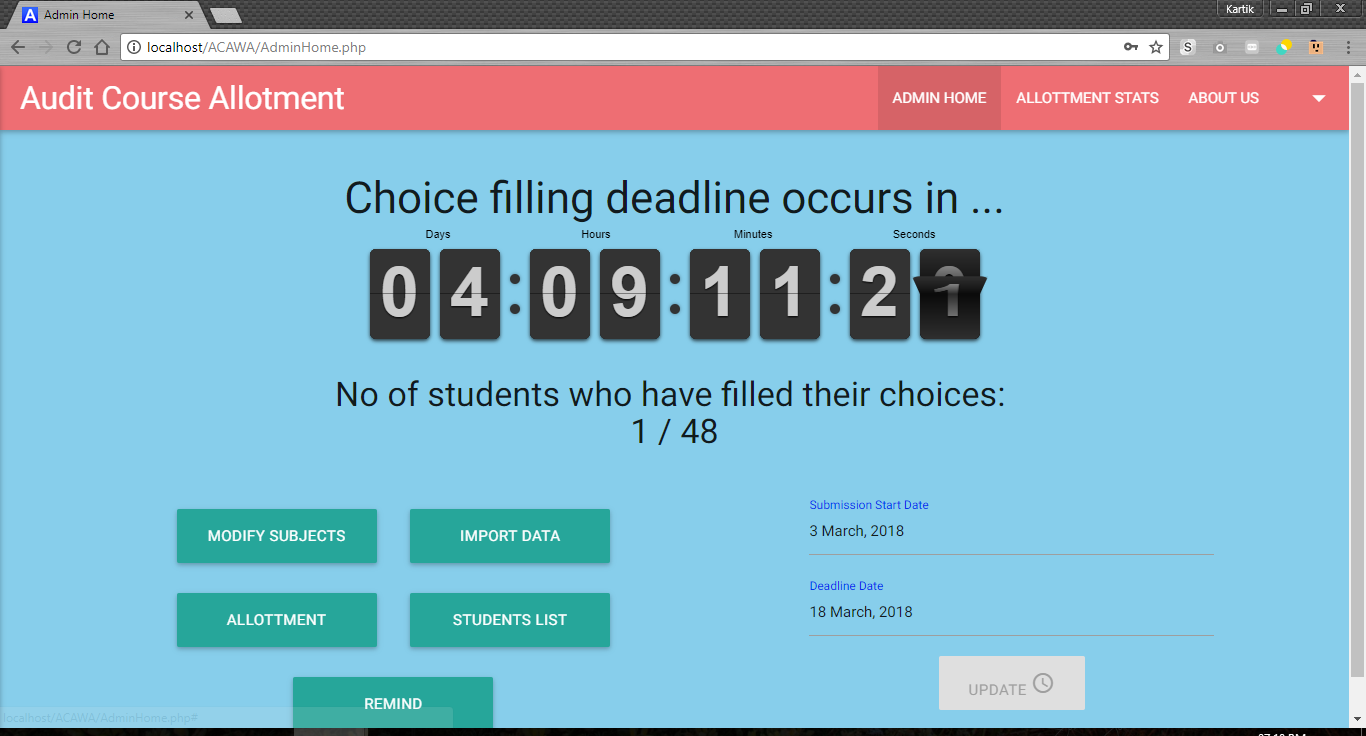 Admin Home
Kartik
localhost/ACAWA/AdminHome.php
Audit Course Allotment
ADMIN HOME
ALLOTTMENT STATS
ABOUT US
Choice filling deadline occurs in ...
Days Hours Minutes Seconds
04:09:11:2
No of students who have filled their choices:
1 / 48
MODIFY SUBJECTS
IMPORT DATA
ALLOTTMENT
STUDENTS LIST
REMIND
Submission Start Date
3 March, 2018
Deadline Date
18 March, 2018
UPDATE
localhost/ACAWA/AdminHome.php#